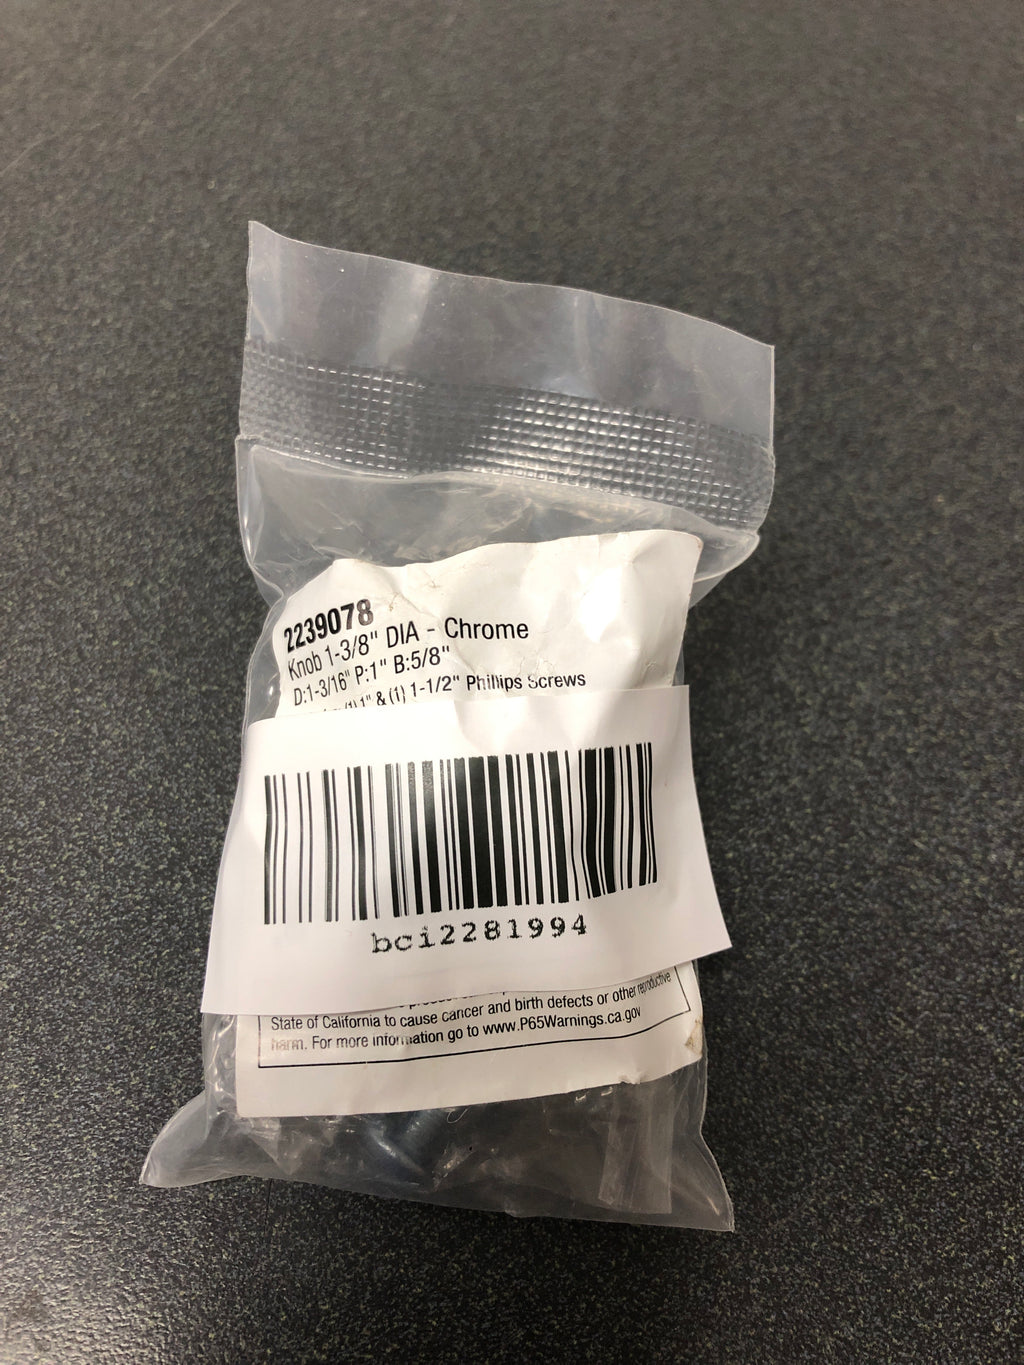 2239078
Knob 1-3/8" DIA - Chrome
D:1-3/16" P:1" B:5/8"
(1) 1" & (1) 1-1/2" Phillips Screws
bci2281994
State of California to cause cancer and birth defects or other reproductive
harm. For more information go to www.P65Warnings.ca.gov